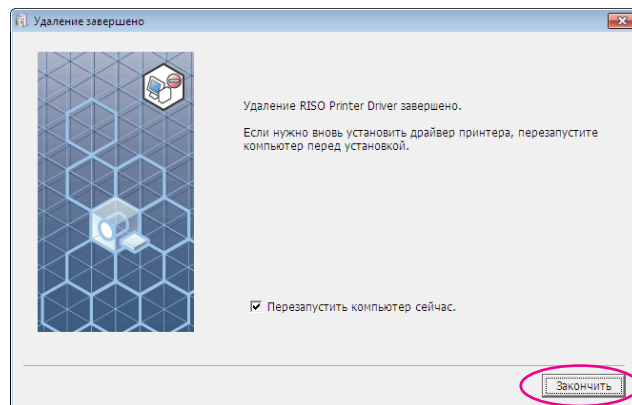 Удаление завершено
Удаление RISO Printer Driver завершено.
Если нужно вновь установить драйвер принтера, перезапустите
компьютер перед установкой.
Перезапустить компьютер сейчас.
Закончить